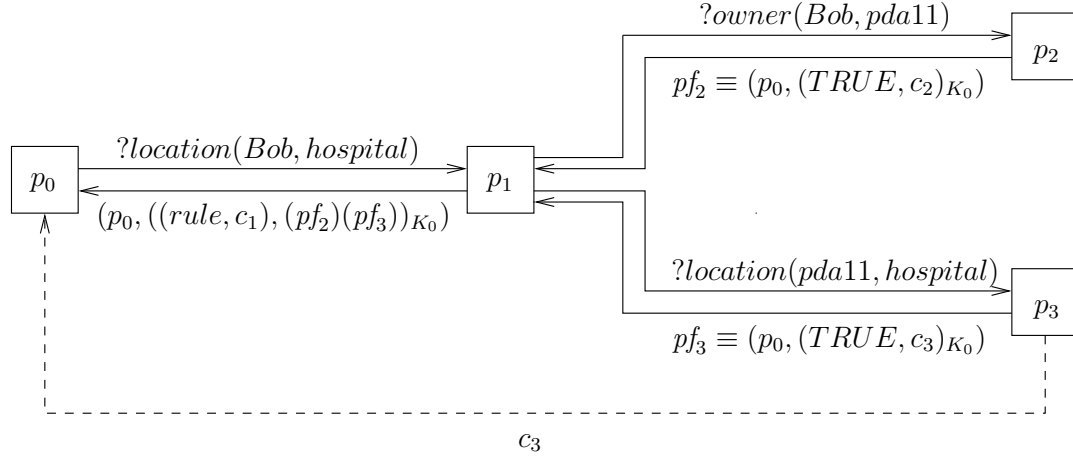 ?owner(Bob, pda11)
p₂
pf₂ ≡ (p₀, (TRUE, c₂)_{K₀})
?location(Bob, hospital)
p₀
p₁
(p₀, ((rule, c₁), (pf₂)(pf₃))_{K₀})
?location(pda11, hospital)
p₃
pf₃ ≡ (p₀, (TRUE, c₃)_{K₀})
c₃